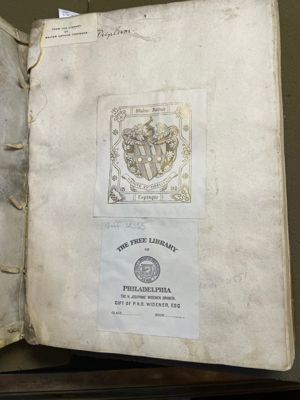 FROM THE LIBRARY
OF
WALTER ARTHUR COPINGER
Walter Arthur
Copinger
THE FREE LIBRARY
OF
PHILADELPHIA
THE H. JOSEPHINE WIDENER BRANCH.
GIFT OF P.A.B. WIDENER, ESQ
CLASS
BOOK